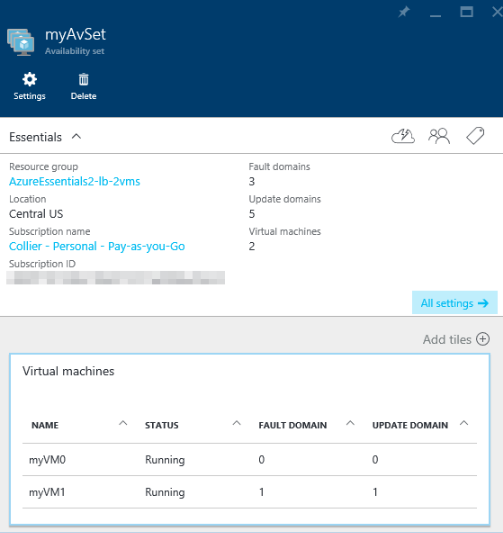 myAvSet
Availability set
Settings
Delete
Essentials
Resource group
AzureEssentials2-lb-2vms
Location
Central US
Subscription name
Collier - Personal - Pay-as-you-Go
Subscription ID
Fault domains
3
Update domains
5
Virtual machines
2
All settings
Add tiles
Virtual machines
NAME STATUS FAULT DOMAIN UPDATE DOMAIN
myVM0 Running 0 0
myVM1 Running 1 1